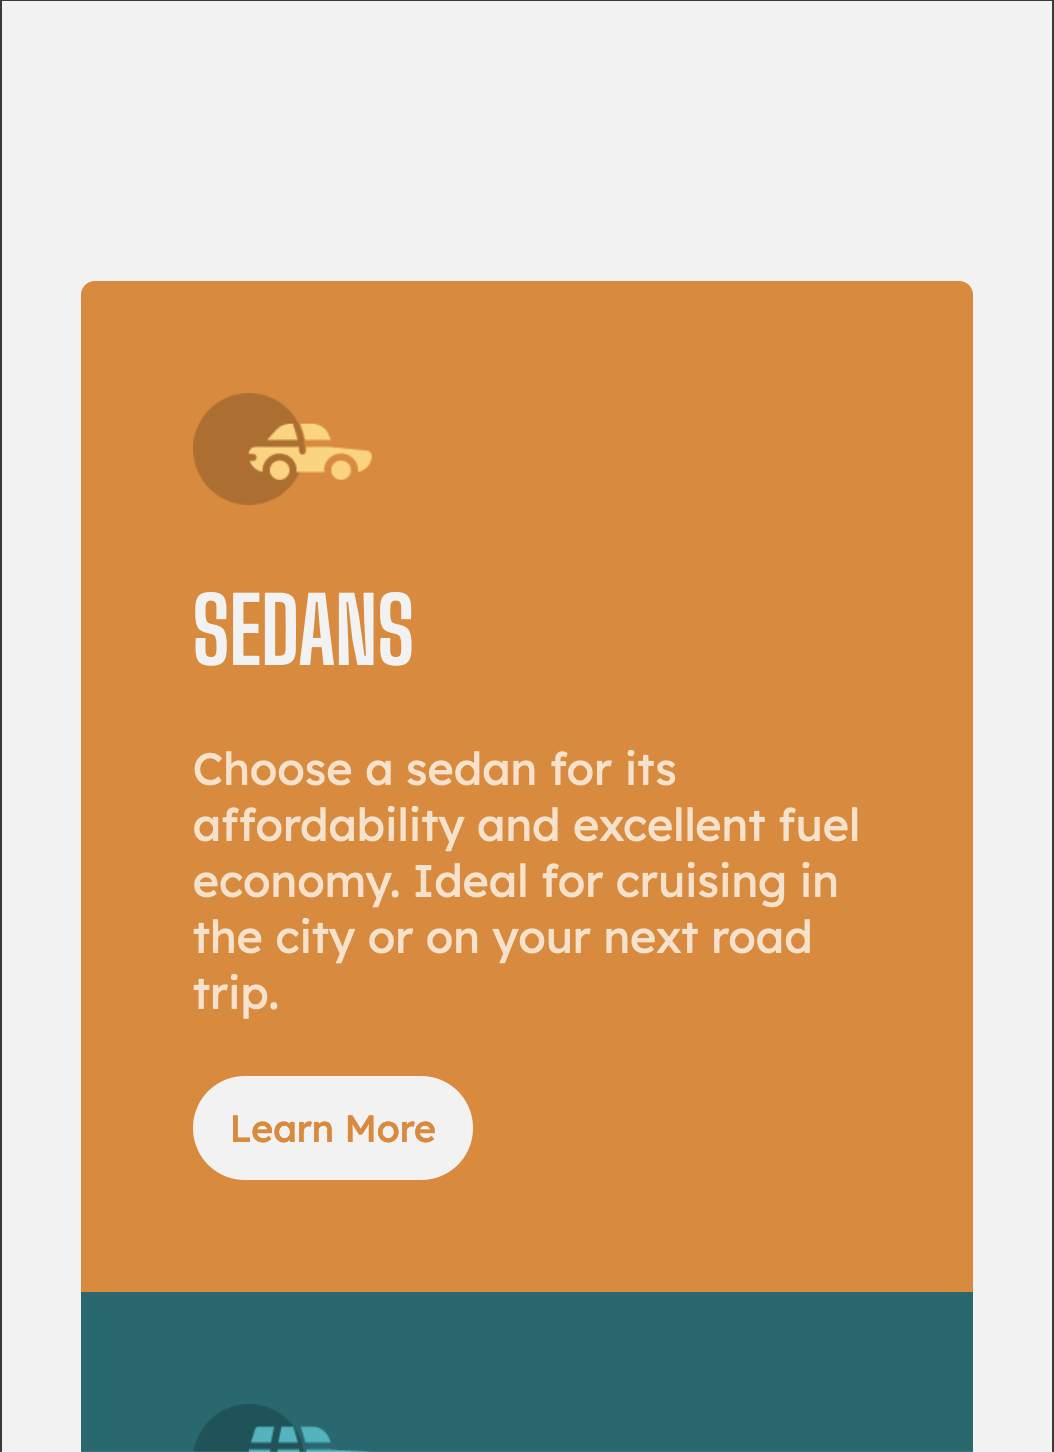 SEDANS
Choose a sedan for its
affordability and excellent fuel
economy. Ideal for cruising in
the city or on your next road
trip.
Learn More